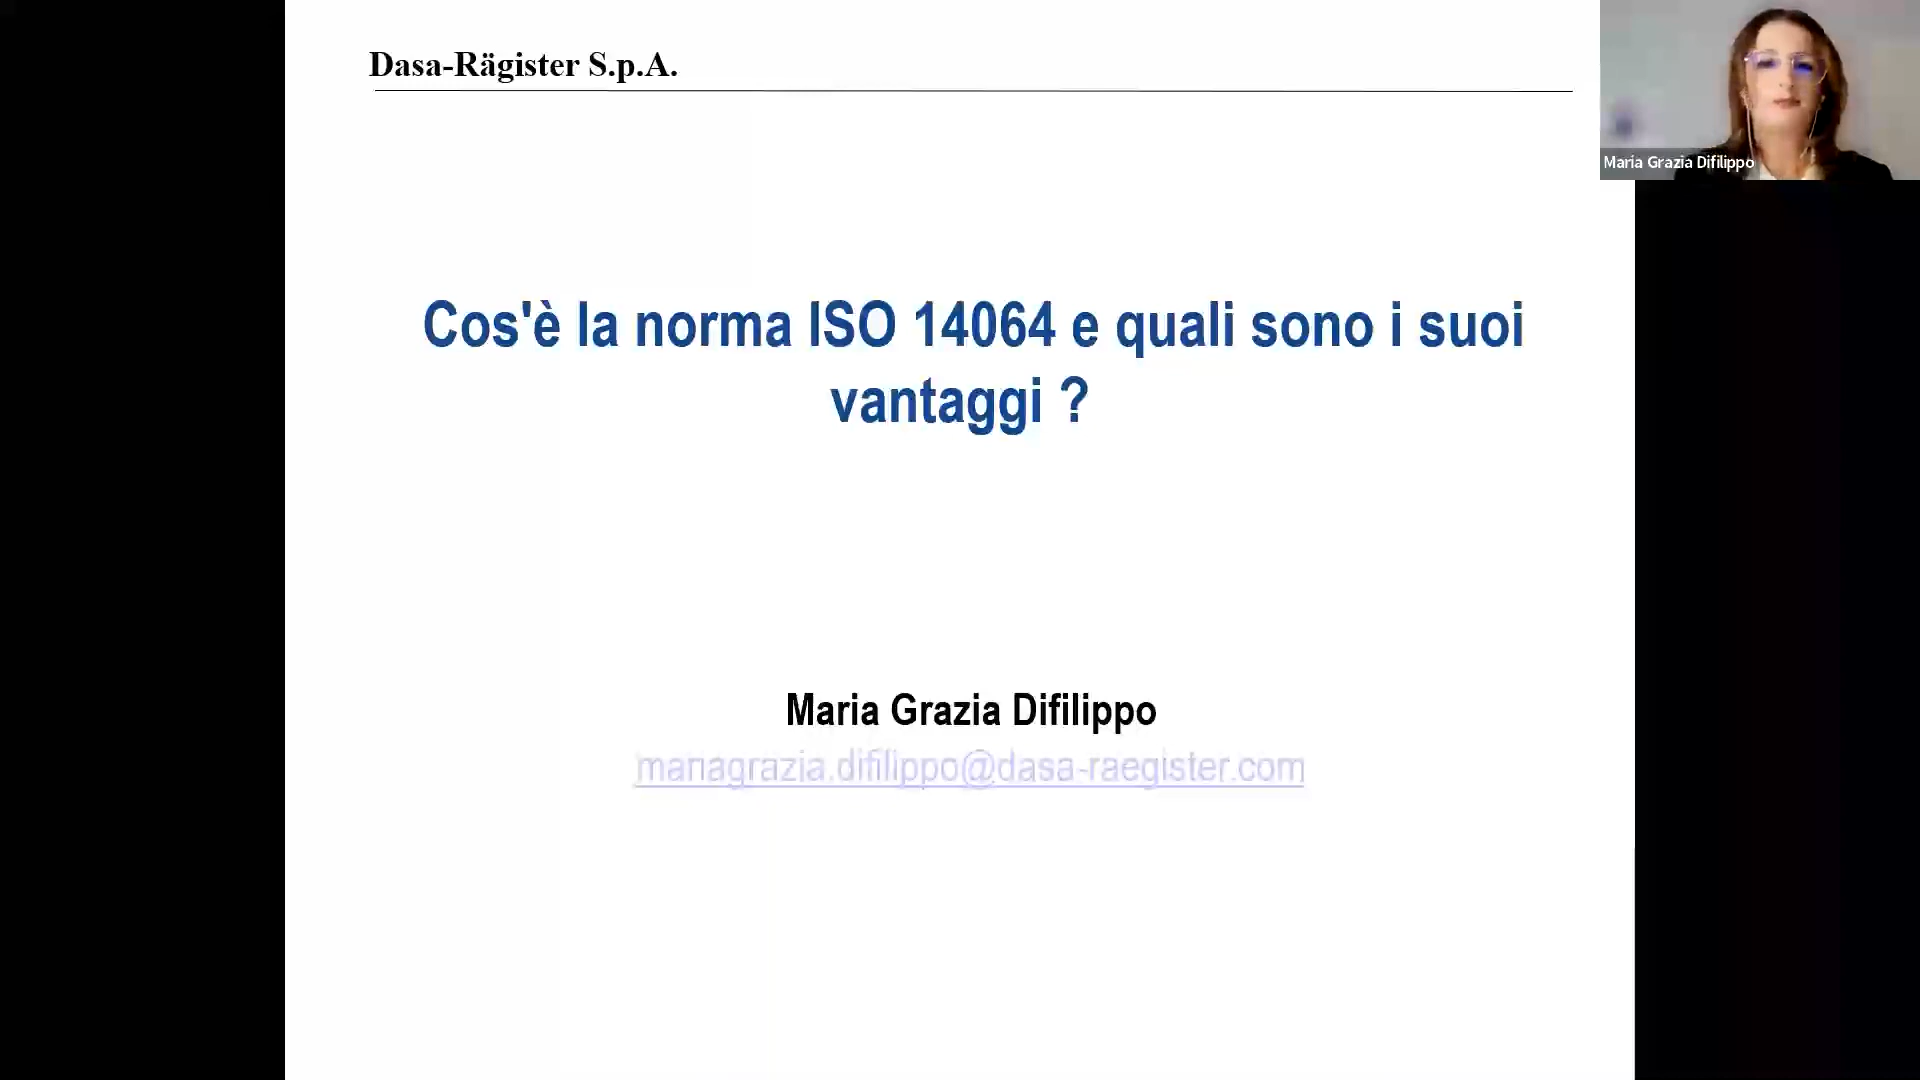 Dasa-Rägister S.p.A.
Maria Grazia Difilippo
Cos'è la norma ISO 14064 e quali sono i suoi
vantaggi ?
Maria Grazia Difilippo
mariagrazia.difilippo@dasa-raegister.com